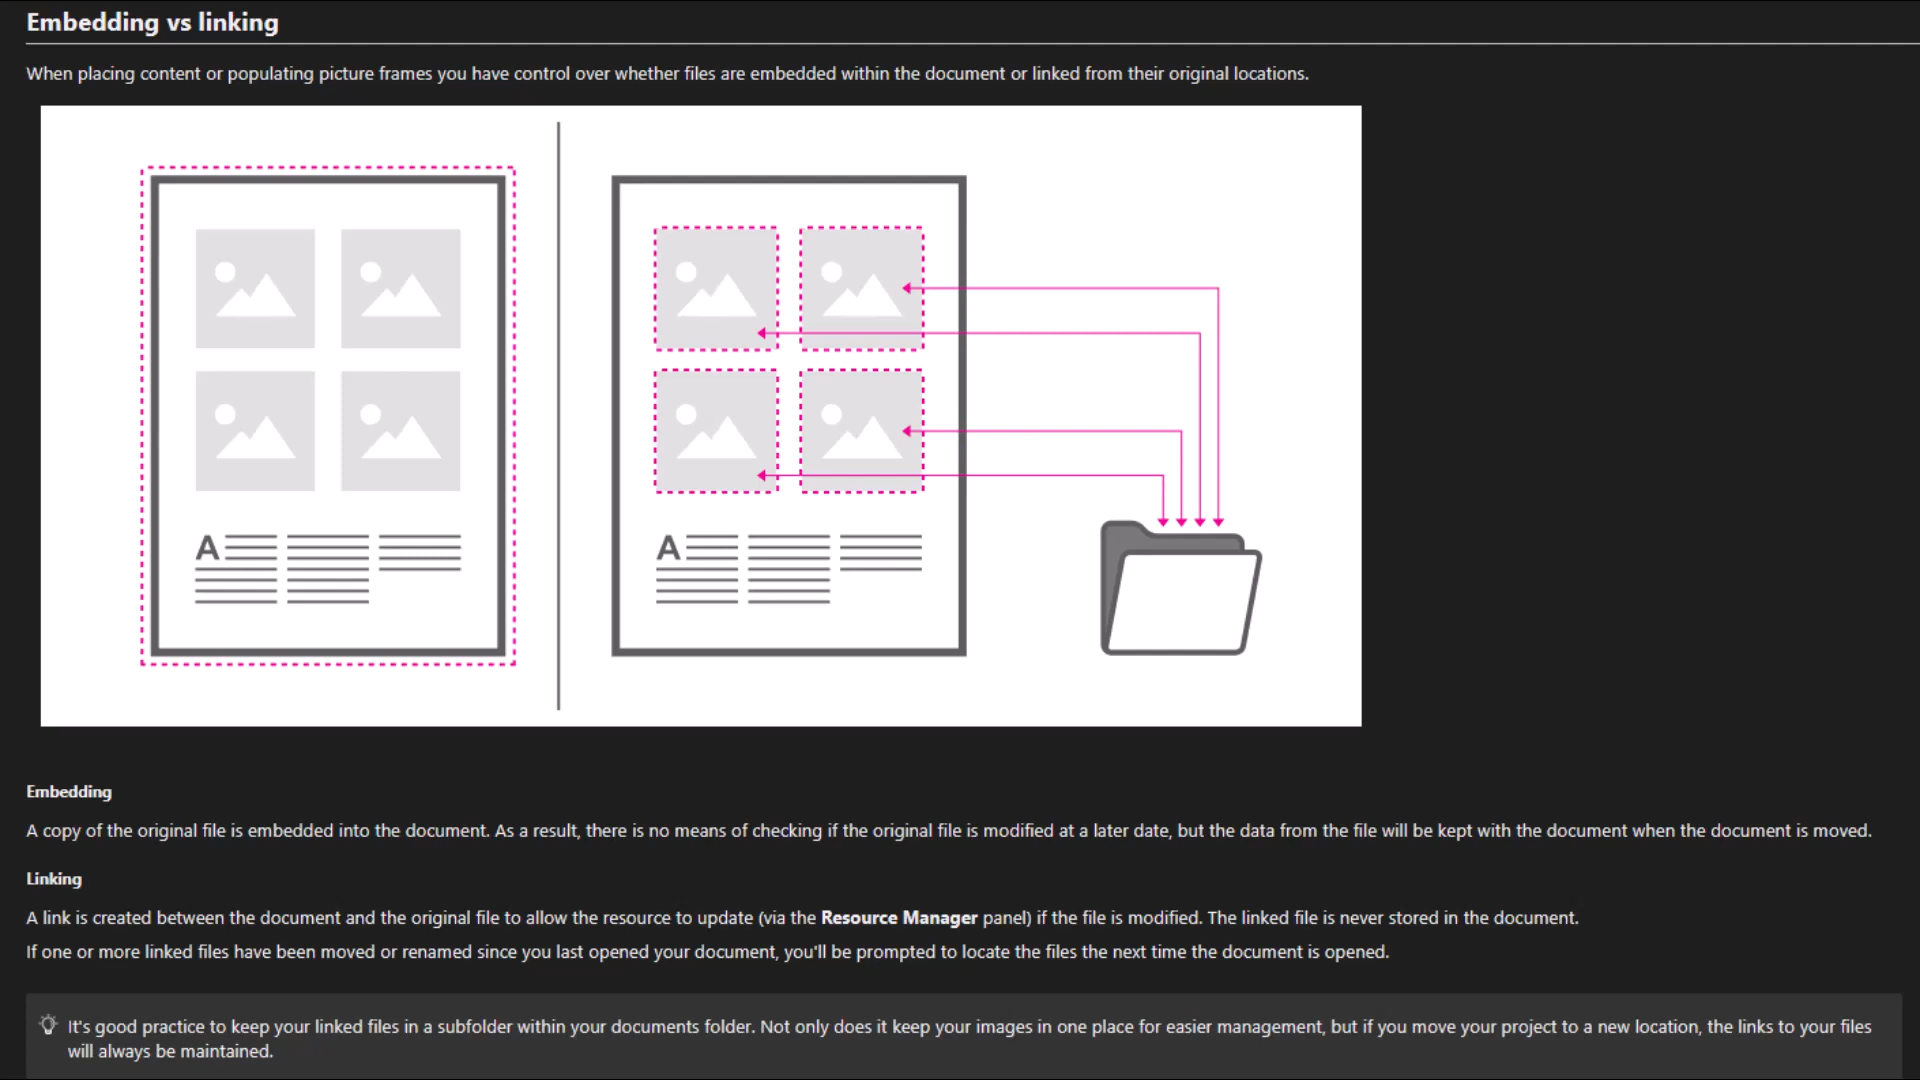 Embedding vs linking
When placing content or populating picture frames you have control over whether files are embedded within the document or linked from their original locations.
A
A
Embedding
A copy of the original file is embedded into the document. As a result, there is no means of checking if the original file is modified at a later date, but the data from the file will be kept with the document when the document is moved.
Linking
A link is created between the document and the original file to allow the resource to update (via the Resource Manager panel) if the file is modified. The linked file is never stored in the document.
If one or more linked files have been moved or renamed since you last opened your document, you'll be prompted to locate the files the next time the document is opened.
It's good practice to keep your linked files in a subfolder within your documents folder. Not only does it keep your images in one place for easier management, but if you move your project to a new location, the links to your files
will always be maintained.